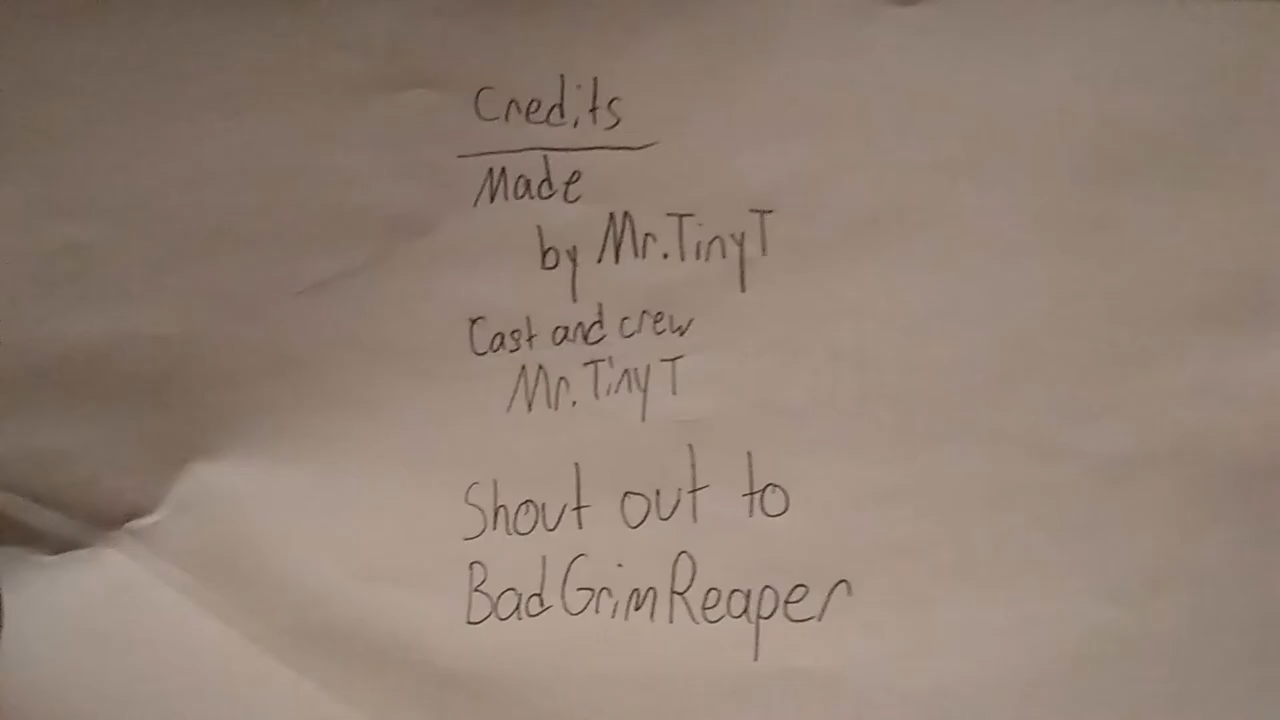 Credits
Made
by Mr.TinyT
Cast and crew
Mr.TinyT
Shout out to
BadGrimReaper